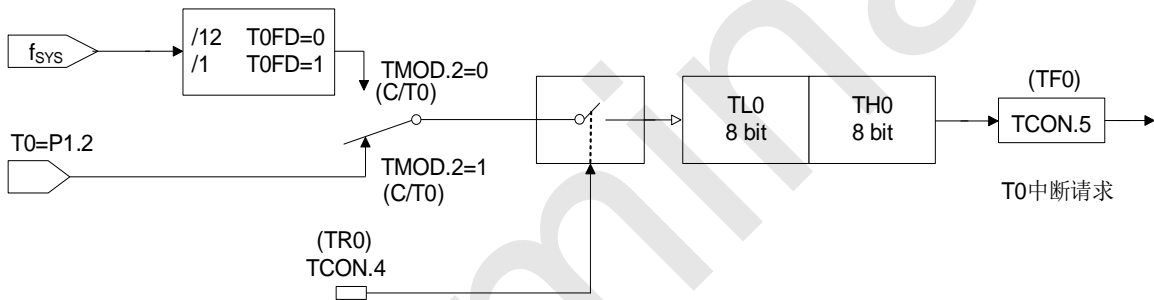 fSYS
/12 T0FD=0
/1 T0FD=1
TMOD.2=0
(C/T0)
T0=P1.2
TMOD.2=1
(C/T0)
(TR0)
TCON.4
TL0
8 bit
TH0
8 bit
(TF0)
TCON.5
T0中断请求